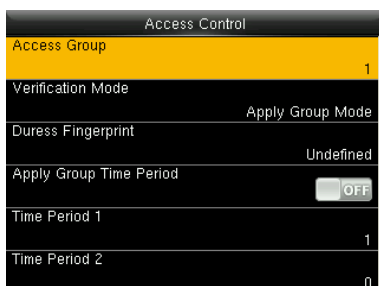 Access Control
Access Group
1
Verification Mode
Apply Group Mode
Duress Fingerprint
Undefined
Apply Group Time Period
OFF
Time Period 1
1
Time Period 2
0